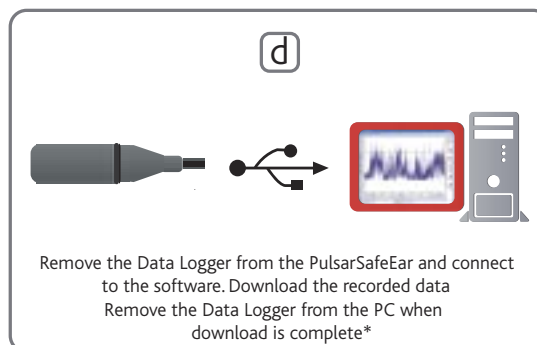 d
Remove the Data Logger from the PulsarSafeEar and connect
to the software. Download the recorded data
Remove the Data Logger from the PC when
download is complete*